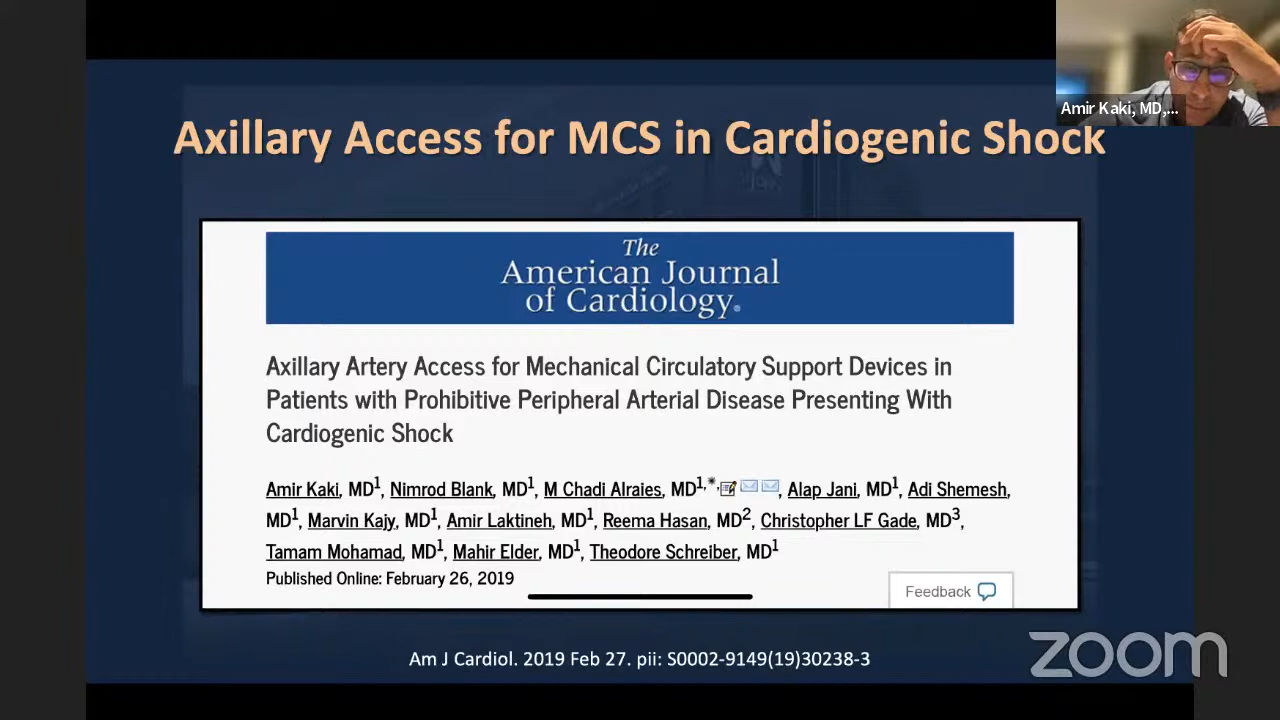 Amir Kaki, MD,...
Axillary Access for MCS in Cardiogenic Shock
The
American Journal
of Cardiology®
Axillary Artery Access for Mechanical Circulatory Support Devices in
Patients with Prohibitive Peripheral Arterial Disease Presenting With
Cardiogenic Shock
Amir Kaki, MD¹, Nimrod Blank, MD¹, M Chadi Alraies, MD¹,*, Alap Jani, MD¹, Adi Shemesh,
MD¹, Marvin Kajy, MD¹, Amir Laktineh, MD¹, Reema Hasan, MD², Christopher LF Gade, MD³,
Tamam Mohamad, MD¹, Mahir Elder, MD¹, Theodore Schreiber, MD¹
Published Online: February 26, 2019
Feedback
Am J Cardiol. 2019 Feb 27. pii: S0002-9149(19)30238-3
zoom